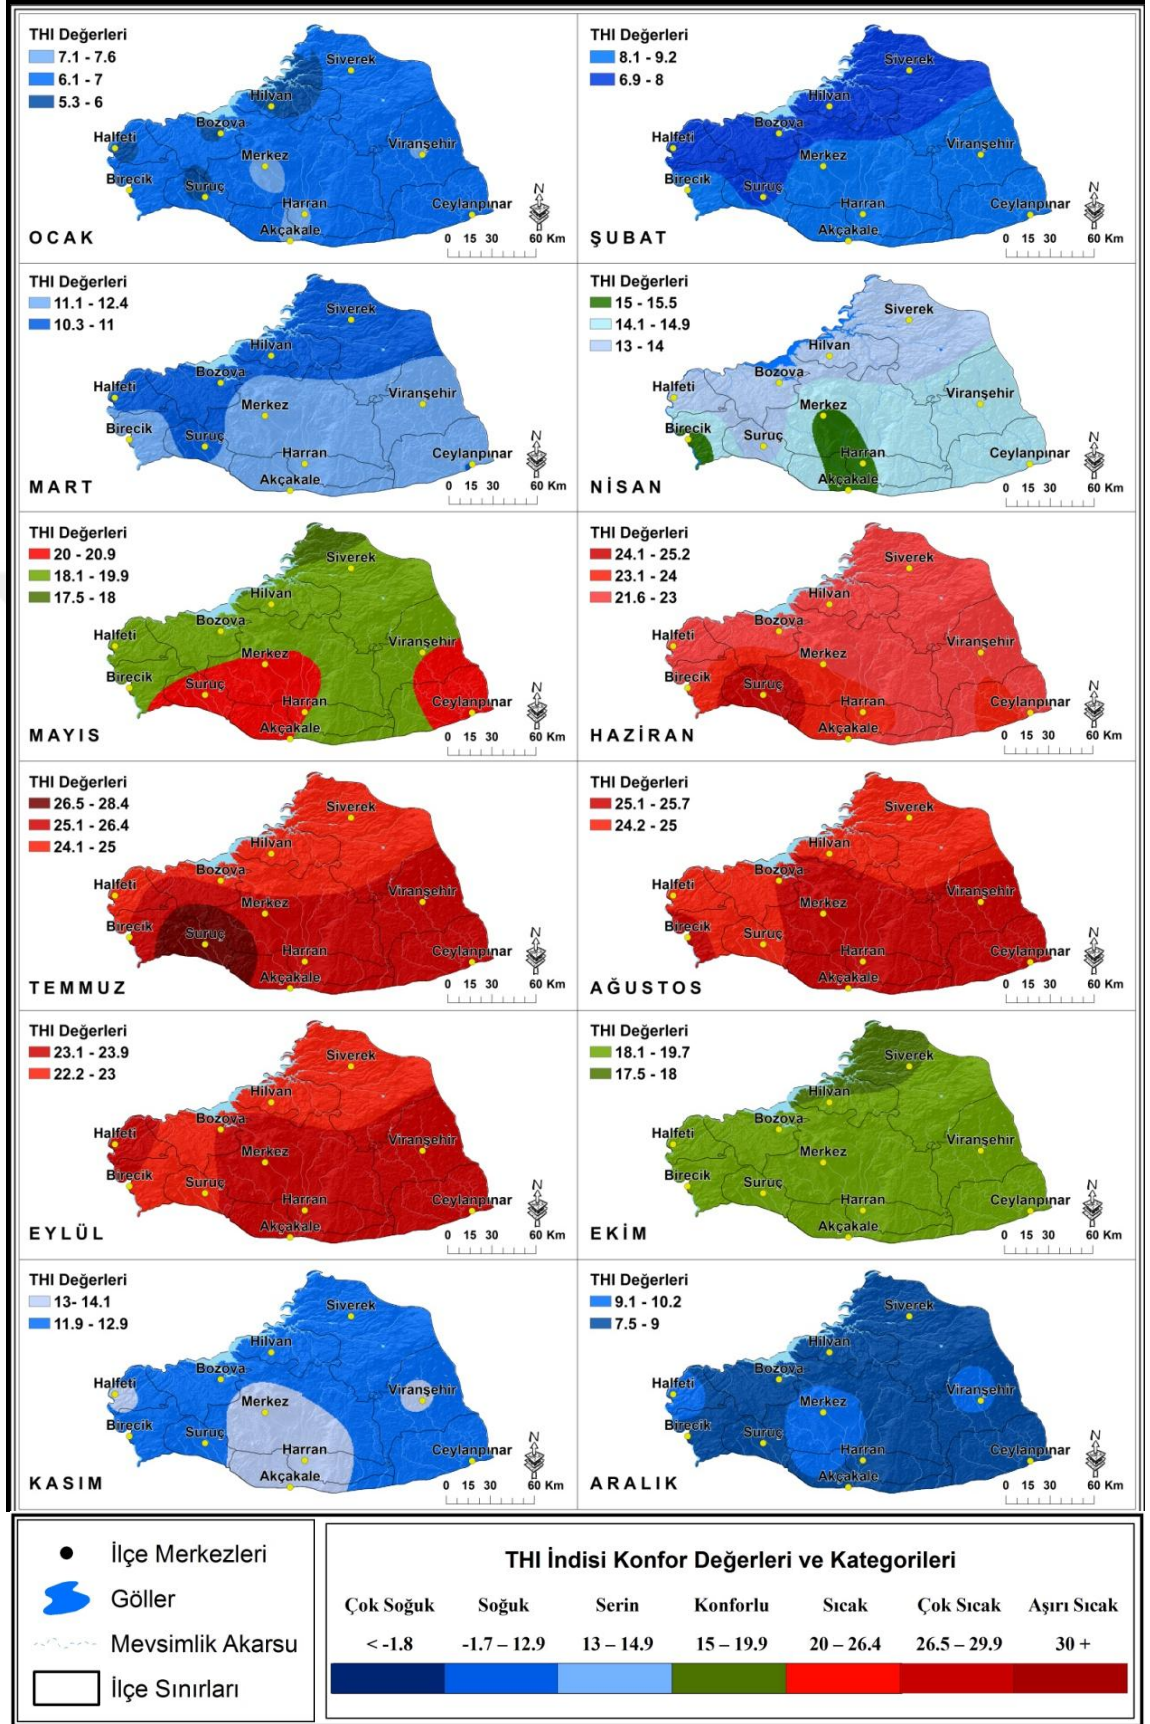 THI Değerleri
7.1 - 7.6
6.1 - 7
5.3 - 6
Siverek
Hilvan
Bozova
Halfeti
Viranşehir
Merkez
Birecik
Suruç
Harran
Ceylanpınar
Akçakale
N
0 15 30 60 Km
OCAK
THI Değerleri
8.1 - 9.2
6.9 - 8
Siverek
Hilvan
Bozova
Halfeti
Viranşehir
Merkez
Birecik
Suruç
Harran
Ceylanpınar
Akçakale
N
0 15 30 60 Km
ŞUBAT
THI Değerleri
11.1 - 12.4
10.3 - 11
Siverek
Hilvan
Bozova
Halfeti
Viranşehir
Merkez
Birecik
Suruç
Harran
Ceylanpınar
Akçakale
N
0 15 30 60 Km
MART
THI Değerleri
15 - 15.5
14.1 - 14.9
13 - 14
Siverek
Hilvan
Bozova
Halfeti
Viranşehir
Merkez
Birecik
Suruç
Harran
Ceylanpınar
Akçakale
N
0 15 30 60 Km
NİSAN
THI Değerleri
20 - 20.9
18.1 - 19.9
17.5 - 18
Siverek
Hilvan
Bozova
Halfeti
Viranşehir
Merkez
Birecik
Suruç
Harran
Ceylanpınar
Akçakale
N
0 15 30 60 Km
MAYIS
THI Değerleri
24.1 - 25.2
23.1 - 24
21.6 - 23
Siverek
Hilvan
Bozova
Halfeti
Viranşehir
Merkez
Birecik
Suruç
Harran
Ceylanpınar
Akçakale
N
0 15 30 60 Km
HAZİRAN
THI Değerleri
26.5 - 28.4
25.1 - 26.4
24.1 - 25
Siverek
Hilvan
Bozova
Halfeti
Viranşehir
Merkez
Birecik
Suruç
Harran
Ceylanpınar
Akçakale
N
0 15 30 60 Km
TEMMUZ
THI Değerleri
25.1 - 25.7
24.2 - 25
Siverek
Hilvan
Bozova
Halfeti
Viranşehir
Merkez
Birecik
Suruç
Harran
Ceylanpınar
Akçakale
N
0 15 30 60 Km
AĞUSTOS
THI Değerleri
23.1 - 23.9
22.2 - 23
Siverek
Hilvan
Bozova
Halfeti
Viranşehir
Merkez
Birecik
Suruç
Harran
Ceylanpınar
Akçakale
N
0 15 30 60 Km
EYLÜL
THI Değerleri
18.1 - 19.7
17.5 - 18
Siverek
Hilvan
Bozova
Halfeti
Viranşehir
Merkez
Birecik
Suruç
Harran
Ceylanpınar
Akçakale
N
0 15 30 60 Km
EKİM
THI Değerleri
13- 14.1
11.9 - 12.9
Siverek
Hilvan
Bozova
Halfeti
Viranşehir
Merkez
Birecik
Suruç
Harran
Ceylanpınar
Akçakale
N
0 15 30 60 Km
KASIM
THI Değerleri
9.1 - 10.2
7.5 - 9
Siverek
Hilvan
Bozova
Halfeti
Viranşehir
Merkez
Birecik
Suruç
Harran
Ceylanpınar
Akçakale
N
0 15 30 60 Km
ARALIK
İlçe Merkezleri
Göller
Mevsimlik Akarsu
İlçe Sınırları
THI İndisi Konfor Değerleri ve Kategorileri
Çok Soğuk Soğuk Serin Konforlu Sıcak Çok Sıcak Aşırı Sıcak
< -1.8 -1.7 – 12.9 13 – 14.9 15 – 19.9 20 – 26.4 26.5 – 29.9 30 +